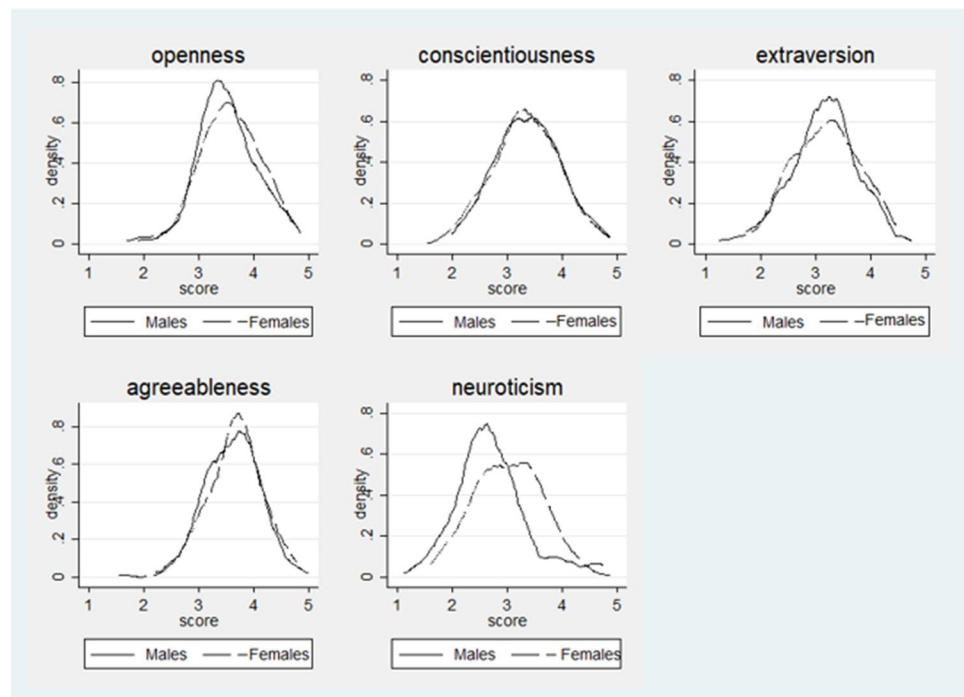 openness
density
0 .2 .4 .6 .8
1 2 3 4 5
score
Males Females
conscientiousness
density
0 .2 .4 .6 .8
1 2 3 4 5
score
Males Females
extraversion
density
0 .2 .4 .6 .8
1 2 3 4 5
score
Males Females
agreeableness
density
0 .2 .4 .6 .8
1 2 3 4 5
score
Males Females
neuroticism
density
0 .2 .4 .6 .8
1 2 3 4 5
score
Males Females